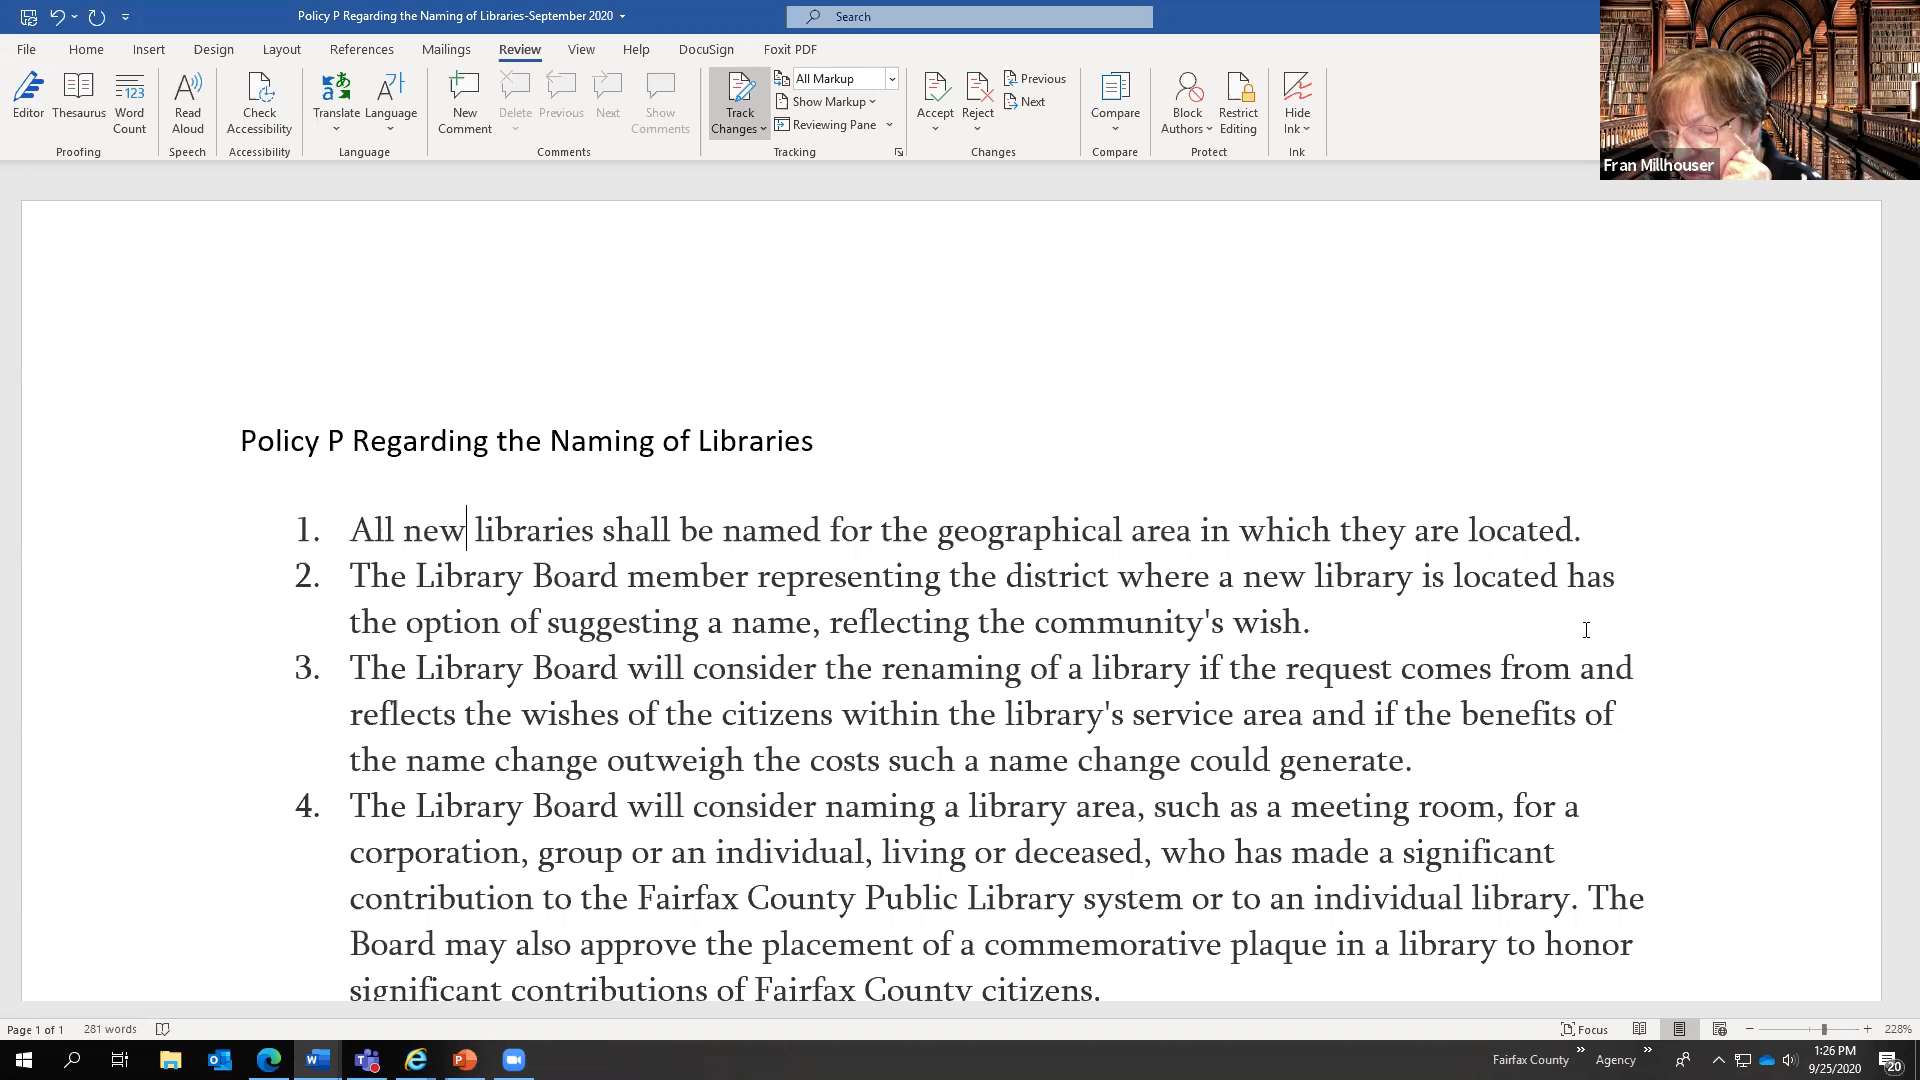 Policy P Regarding the Naming of Libraries-September 2020
Search
File Home Insert Design Layout References Mailings Review View Help DocuSign Foxit PDF
Editor
Thesaurus
Word Count
Proofing
Read Aloud
Speech
Check Accessibility
Accessibility
Translate
Language
Language
New Comment
Delete
Previous
Next
Show Comments
Comments
Track Changes
All Markup
Show Markup
Reviewing Pane
Tracking
Accept
Reject
Previous
Next
Changes
Compare
Compare
Block Authors
Restrict Editing
Protect
Hide Ink
Ink
Fran Millhouser
Policy P Regarding the Naming of Libraries
1. All new libraries shall be named for the geographical area in which they are located.
2. The Library Board member representing the district where a new library is located has
the option of suggesting a name, reflecting the community's wish.
3. The Library Board will consider the renaming of a library if the request comes from and
reflects the wishes of the citizens within the library's service area and if the benefits of
the name change outweigh the costs such a name change could generate.
4. The Library Board will consider naming a library area, such as a meeting room, for a
corporation, group or an individual, living or deceased, who has made a significant
contribution to the Fairfax County Public Library system or to an individual library. The
Board may also approve the placement of a commemorative plaque in a library to honor
significant contributions of Fairfax County citizens.
Page 1 of 1 281 words Focus 228%
Fairfax County Agency 1:26 PM
9/25/2020 20